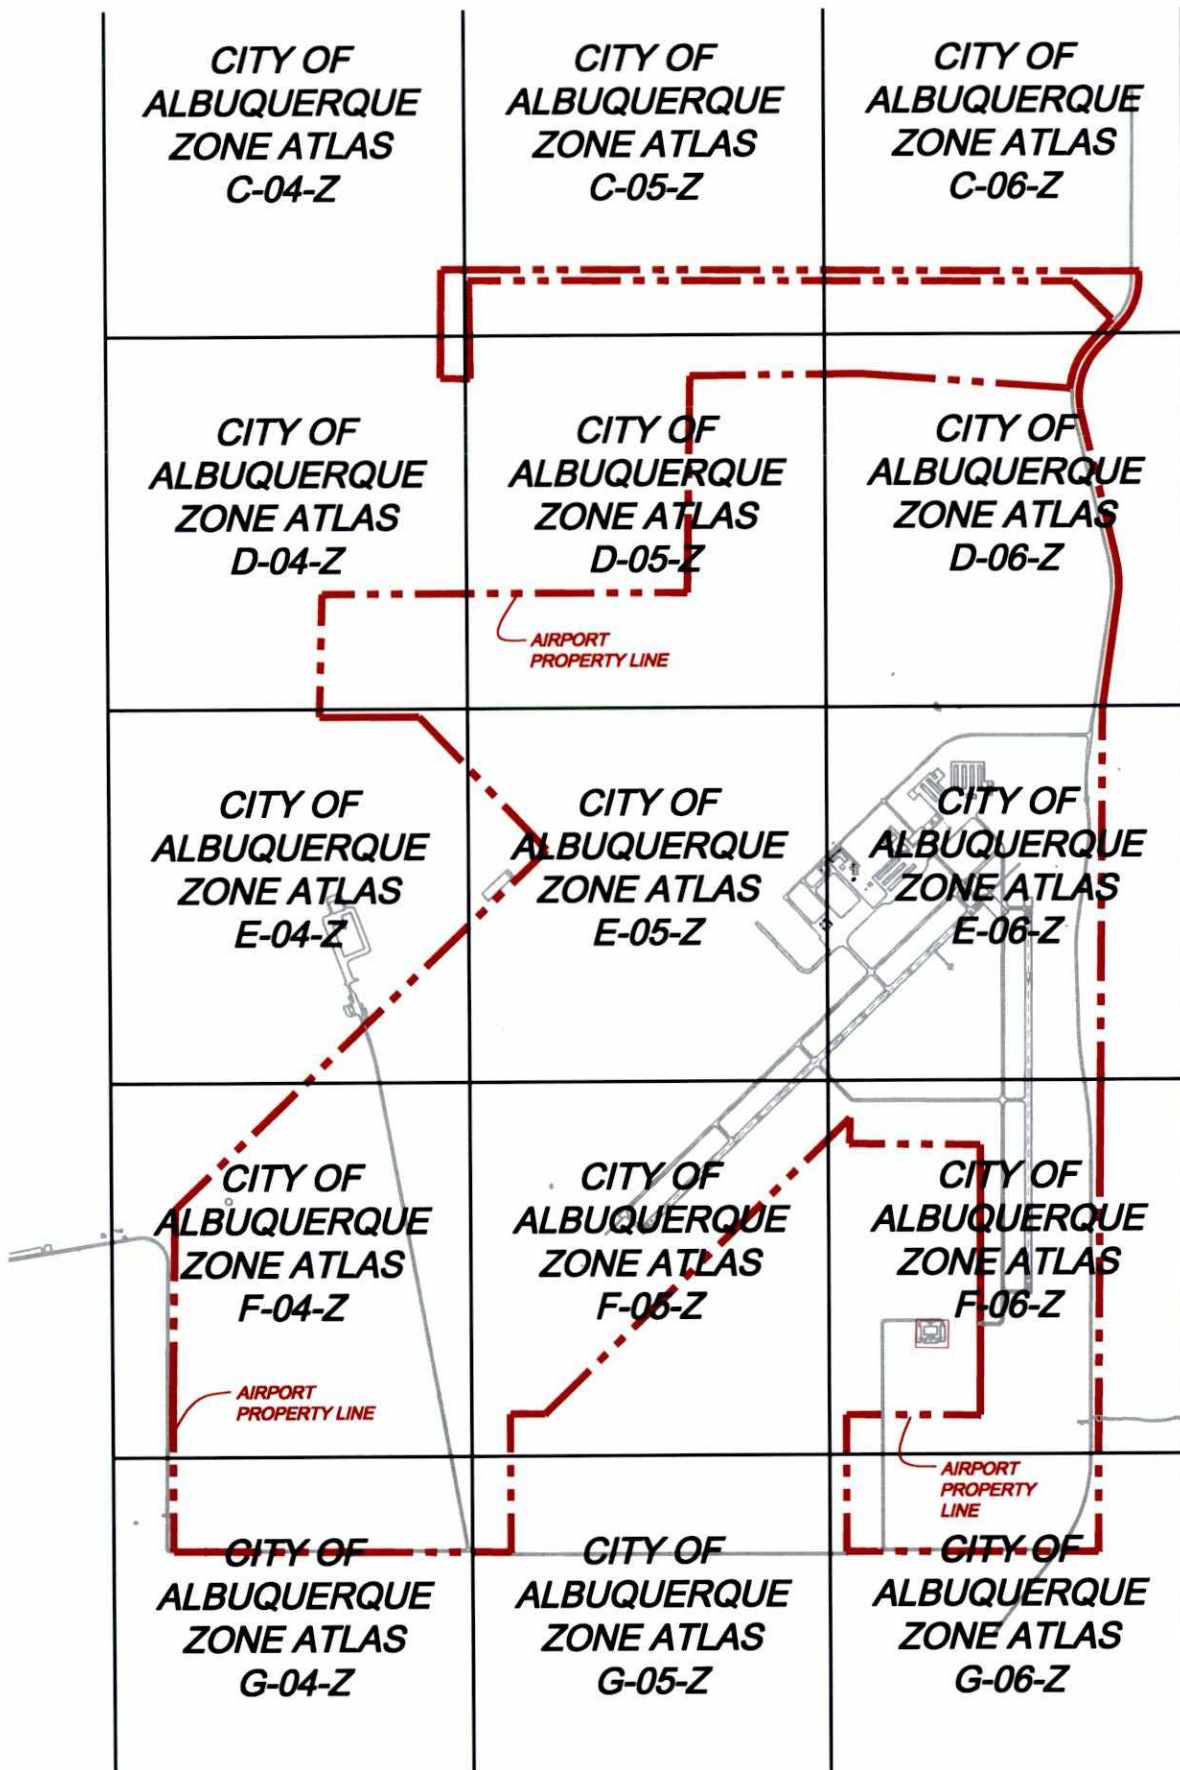 CITY OF
ALBUQUERQUE
ZONE ATLAS
C-04-Z
CITY OF
ALBUQUERQUE
ZONE ATLAS
C-05-Z
CITY OF
ALBUQUERQUE
ZONE ATLAS
C-06-Z
CITY OF
ALBUQUERQUE
ZONE ATLAS
D-04-Z
CITY OF
ALBUQUERQUE
ZONE ATLAS
D-05-Z
CITY OF
ALBUQUERQUE
ZONE ATLAS
D-06-Z
AIRPORT
PROPERTY LINE
CITY OF
ALBUQUERQUE
ZONE ATLAS
E-04-Z
CITY OF
ALBUQUERQUE
ZONE ATLAS
E-05-Z
CITY OF
ALBUQUERQUE
ZONE ATLAS
E-06-Z
CITY OF
ALBUQUERQUE
ZONE ATLAS
F-04-Z
CITY OF
ALBUQUERQUE
ZONE ATLAS
F-05-Z
CITY OF
ALBUQUERQUE
ZONE ATLAS
F-06-Z
AIRPORT
PROPERTY LINE
AIRPORT
PROPERTY
LINE
CITY OF
ALBUQUERQUE
ZONE ATLAS
G-04-Z
CITY OF
ALBUQUERQUE
ZONE ATLAS
G-05-Z
CITY OF
ALBUQUERQUE
ZONE ATLAS
G-06-Z